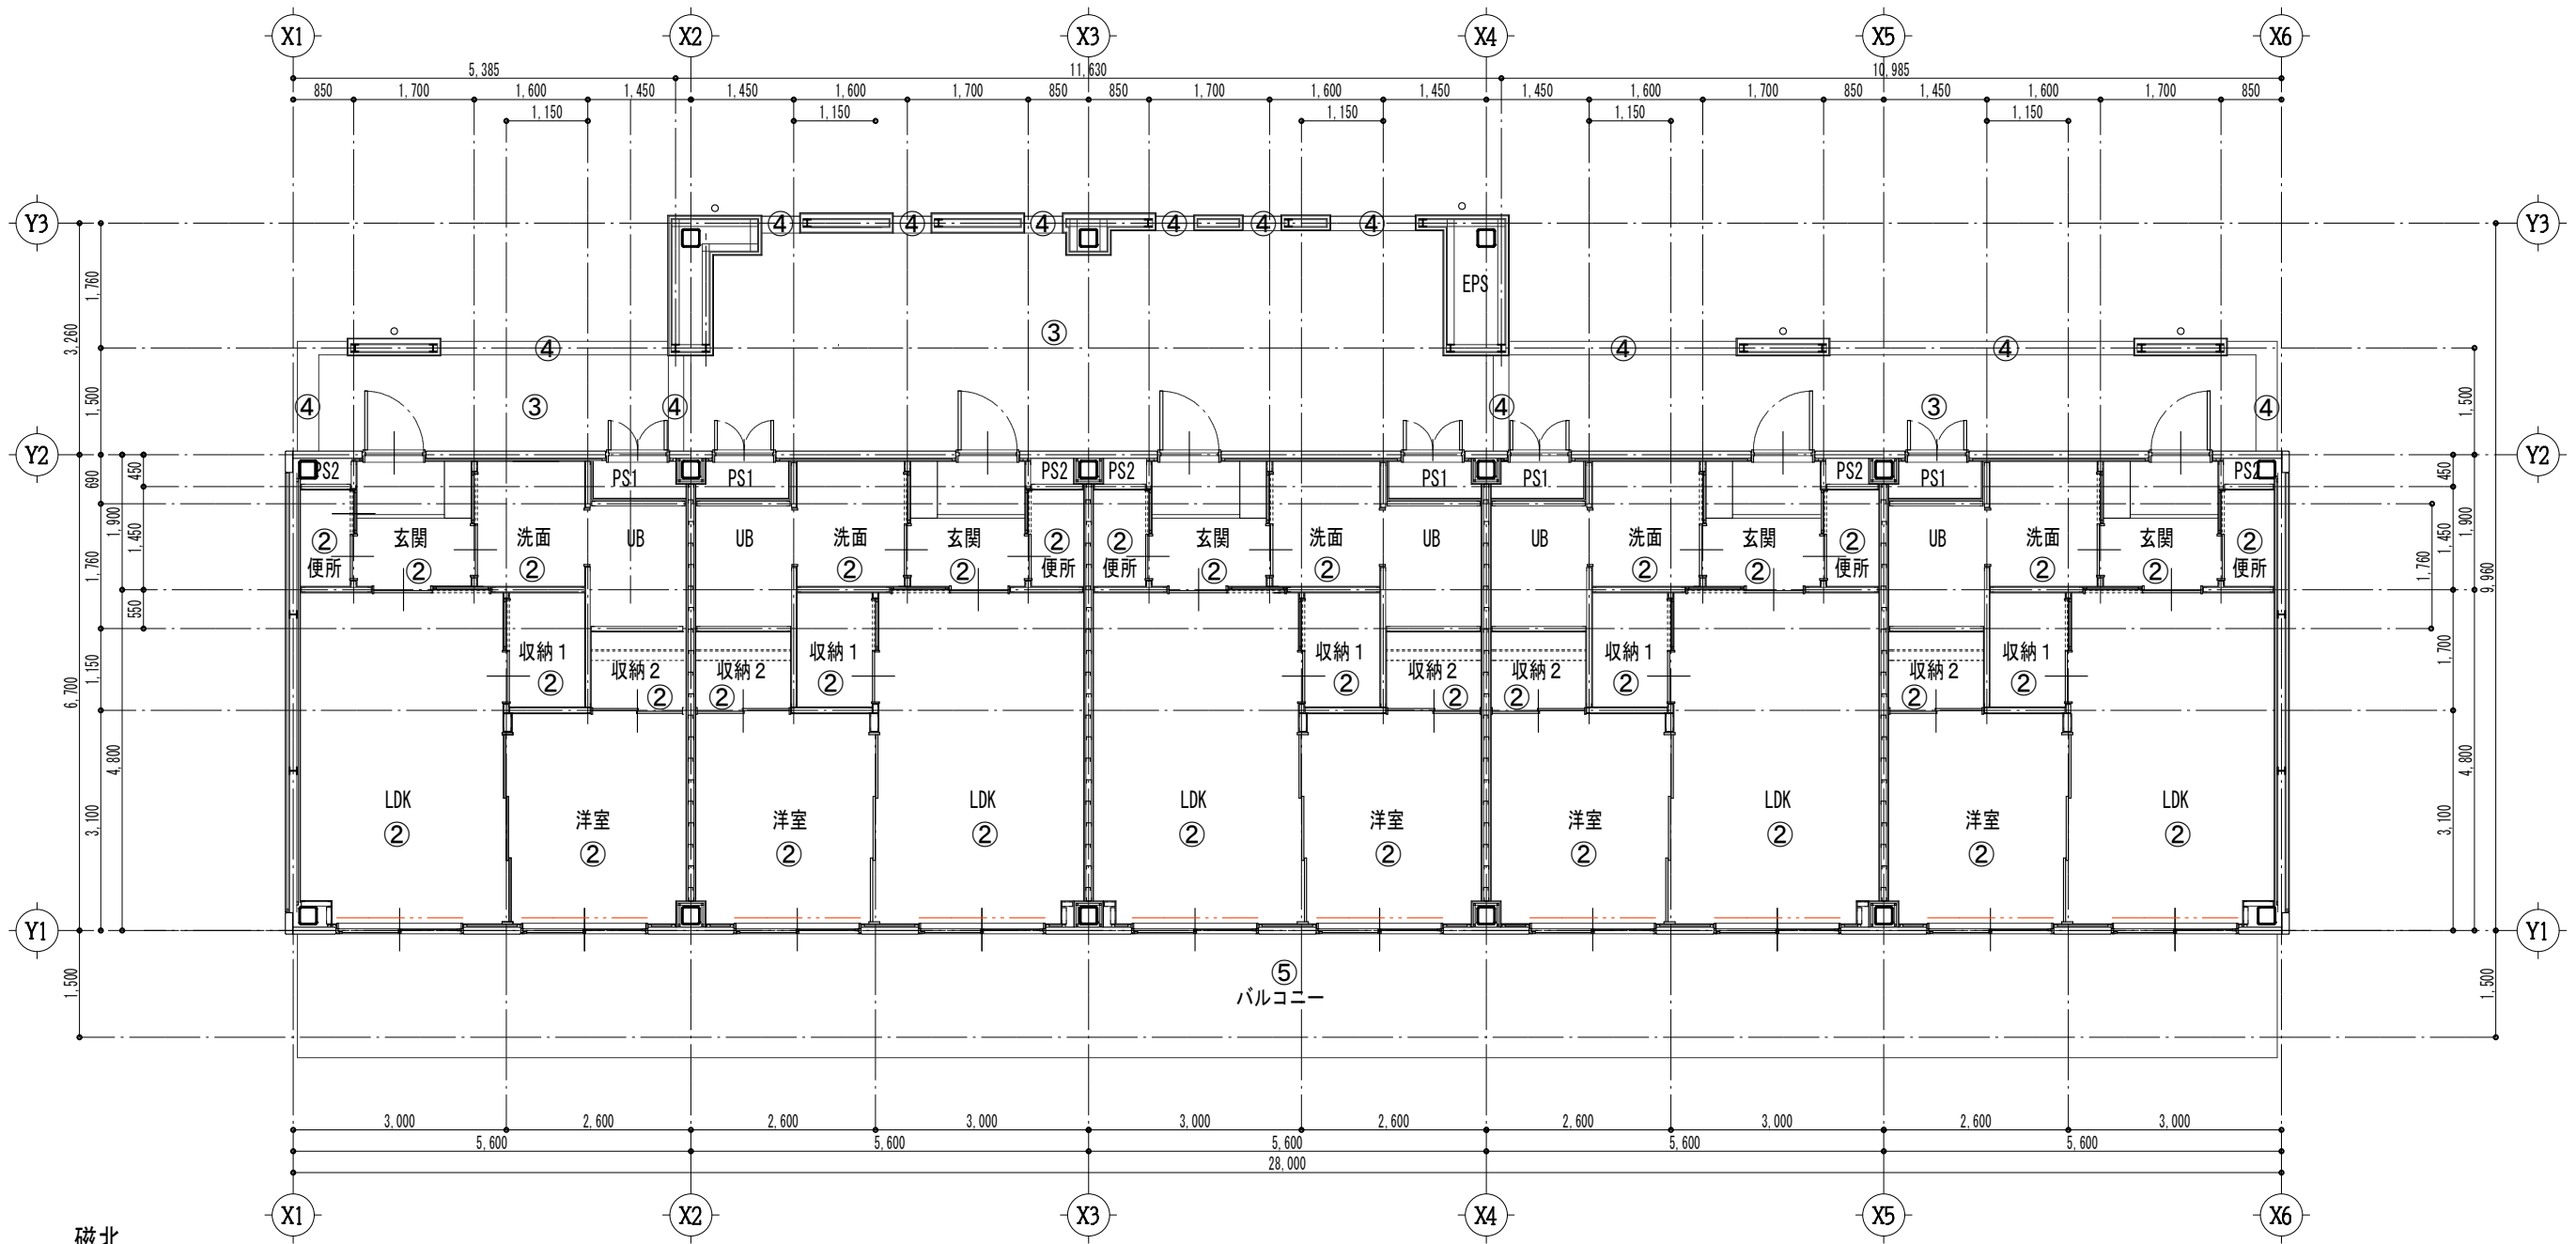 X1 X2 X3 X4 X5 X6
5,385 11,630 10,985
850 1,700 1,600 1,450 1,450 1,600 1,700 850 850 1,700 1,600 1,450 1,450 1,600 1,700 850 1,450 1,600 1,700 850
1,150 1,150 1,150 1,150 1,150
Y3 ④ ④ ④ ④ ④ ④ Y3
EPS
1,760
3,260
③
④ ④ ④
1,500 1,500
④ ③ ④ ④ ③ ④
Y2 Y2
690 450 450
PS2 PS1 PS1 PS2 PS2 PS1 PS1 PS2 PS1 PS2
1,900 1,450 1,760 1,760 1,450 1,900 9,960
② 玄関 洗面 UB UB 洗面 玄関 ② ② 玄関 洗面 UB UB 洗面 玄関 ② UB 洗面 玄関 ②
便所 ② ② ② ② 便所 便所 ② ② ② ② 便所 ② ② 便所
550
収納1 収納2 収納2 収納1 収納1 収納2 収納2 収納1 収納2 収納1
② ② ② ② ② ② ② ② ② ②
1,150 1,700
6,700
4,800 4,800
3,100 3,100
LDK 洋室 洋室 LDK LDK 洋室 洋室 LDK 洋室 LDK
② ② ② ② ② ② ② ② ② ②
Y1 Y1
1,500 1,500
⑤
バルコニー
3,000 2,600 2,600 3,000 3,000 2,600 2,600 3,000 2,600 3,000
5,600 5,600 5,600 5,600 5,600
28,000
X1 X2 X3 X4 X5 X6
磁北